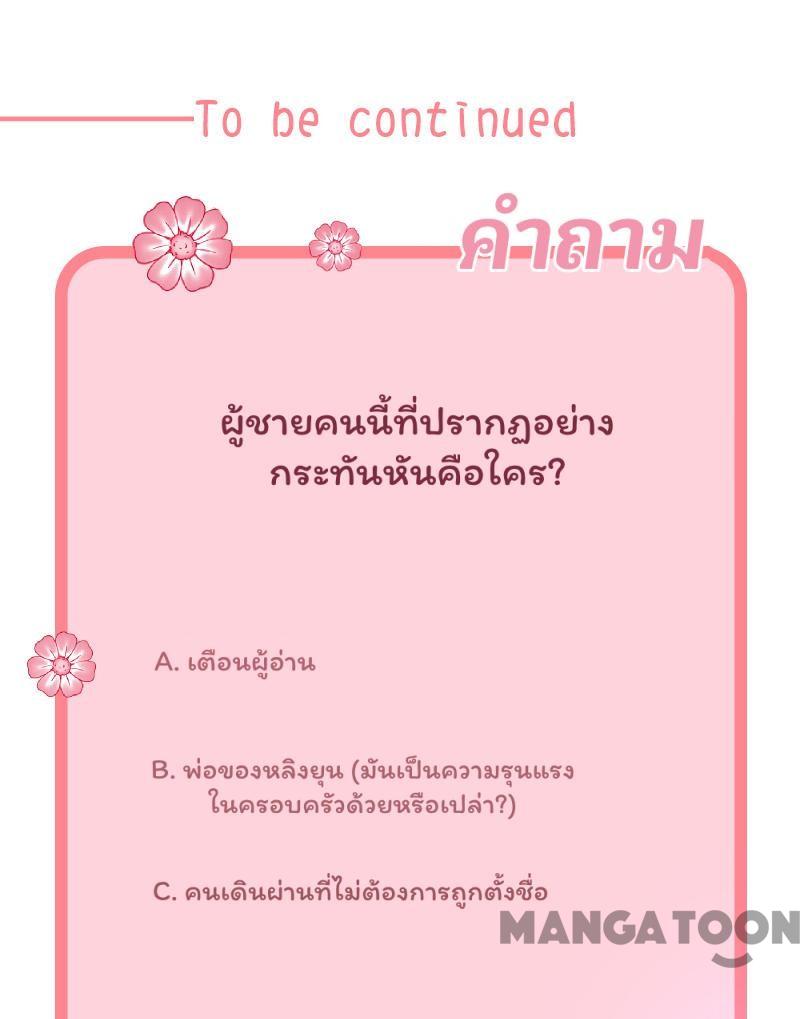 To be continued
คำถาม
ผู้ชายคนนี้ที่ปรากฏอย่าง
กระทันหันคือใคร?
A. เตือนผู้อ่าน
B. พ่อของหลิงยุน (มันเป็นความรุนแรง
ในครอบครัวด้วยหรือเปล่า?)
C. คนเดินผ่านที่ไม่ต้องการถูกตั้งชื่อ
MANGATOON